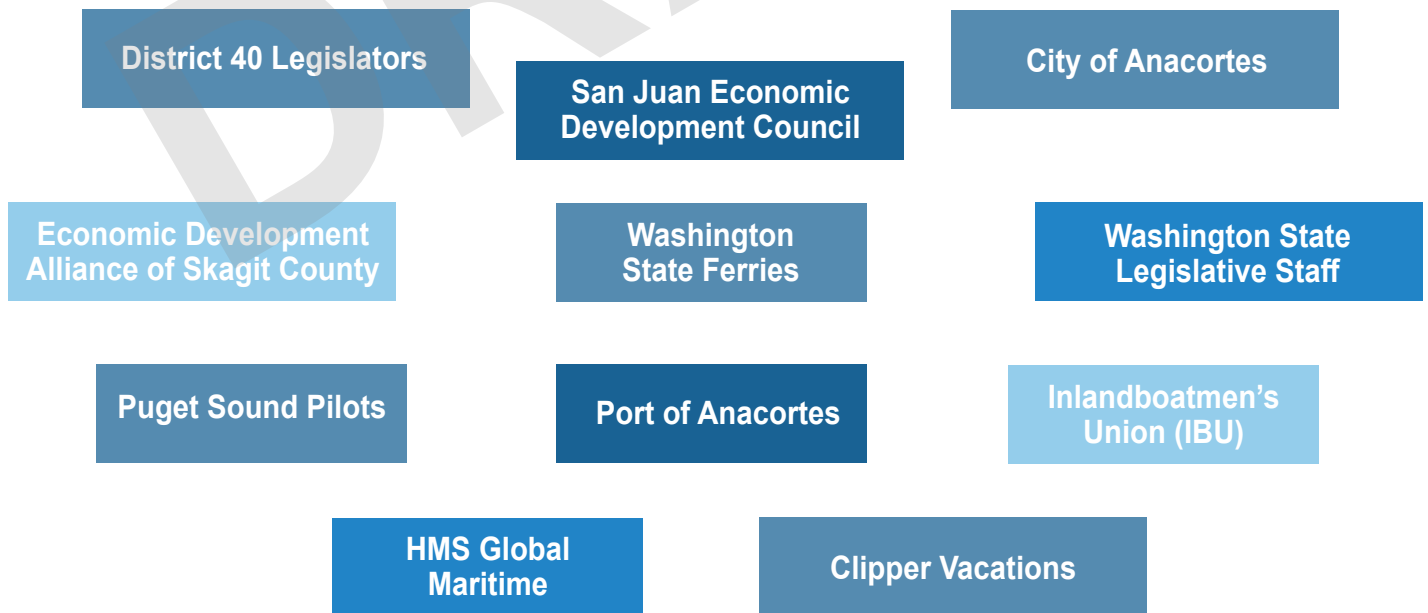 District 40 Legislators
City of Anacortes
San Juan Economic
Development Council
Economic Development
Alliance of Skagit County
Washington
State Ferries
Washington State
Legislative Staff
Puget Sound Pilots
Port of Anacortes
Inlandboatmen’s
Union (IBU)
HMS Global
Maritime
Clipper Vacations